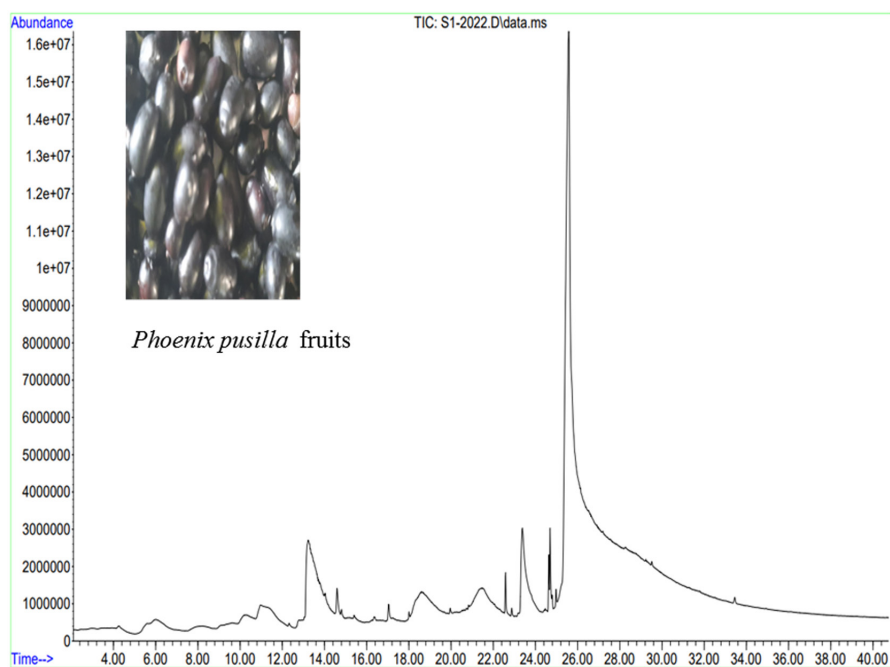 Abundance
TIC: S1-2022.D\data.ms
1.6e+07
1.5e+07
1.4e+07
1.3e+07
1.2e+07
1.1e+07
1e+07
9000000
8000000
7000000
6000000
5000000
4000000
3000000
2000000
1000000
0
Phoenix pusilla fruits
4.00 6.00 8.00 10.00 12.00 14.00 16.00 18.00 20.00 22.00 24.00 26.00 28.00 30.00 32.00 34.00 36.00 38.00 40.00
Time-->